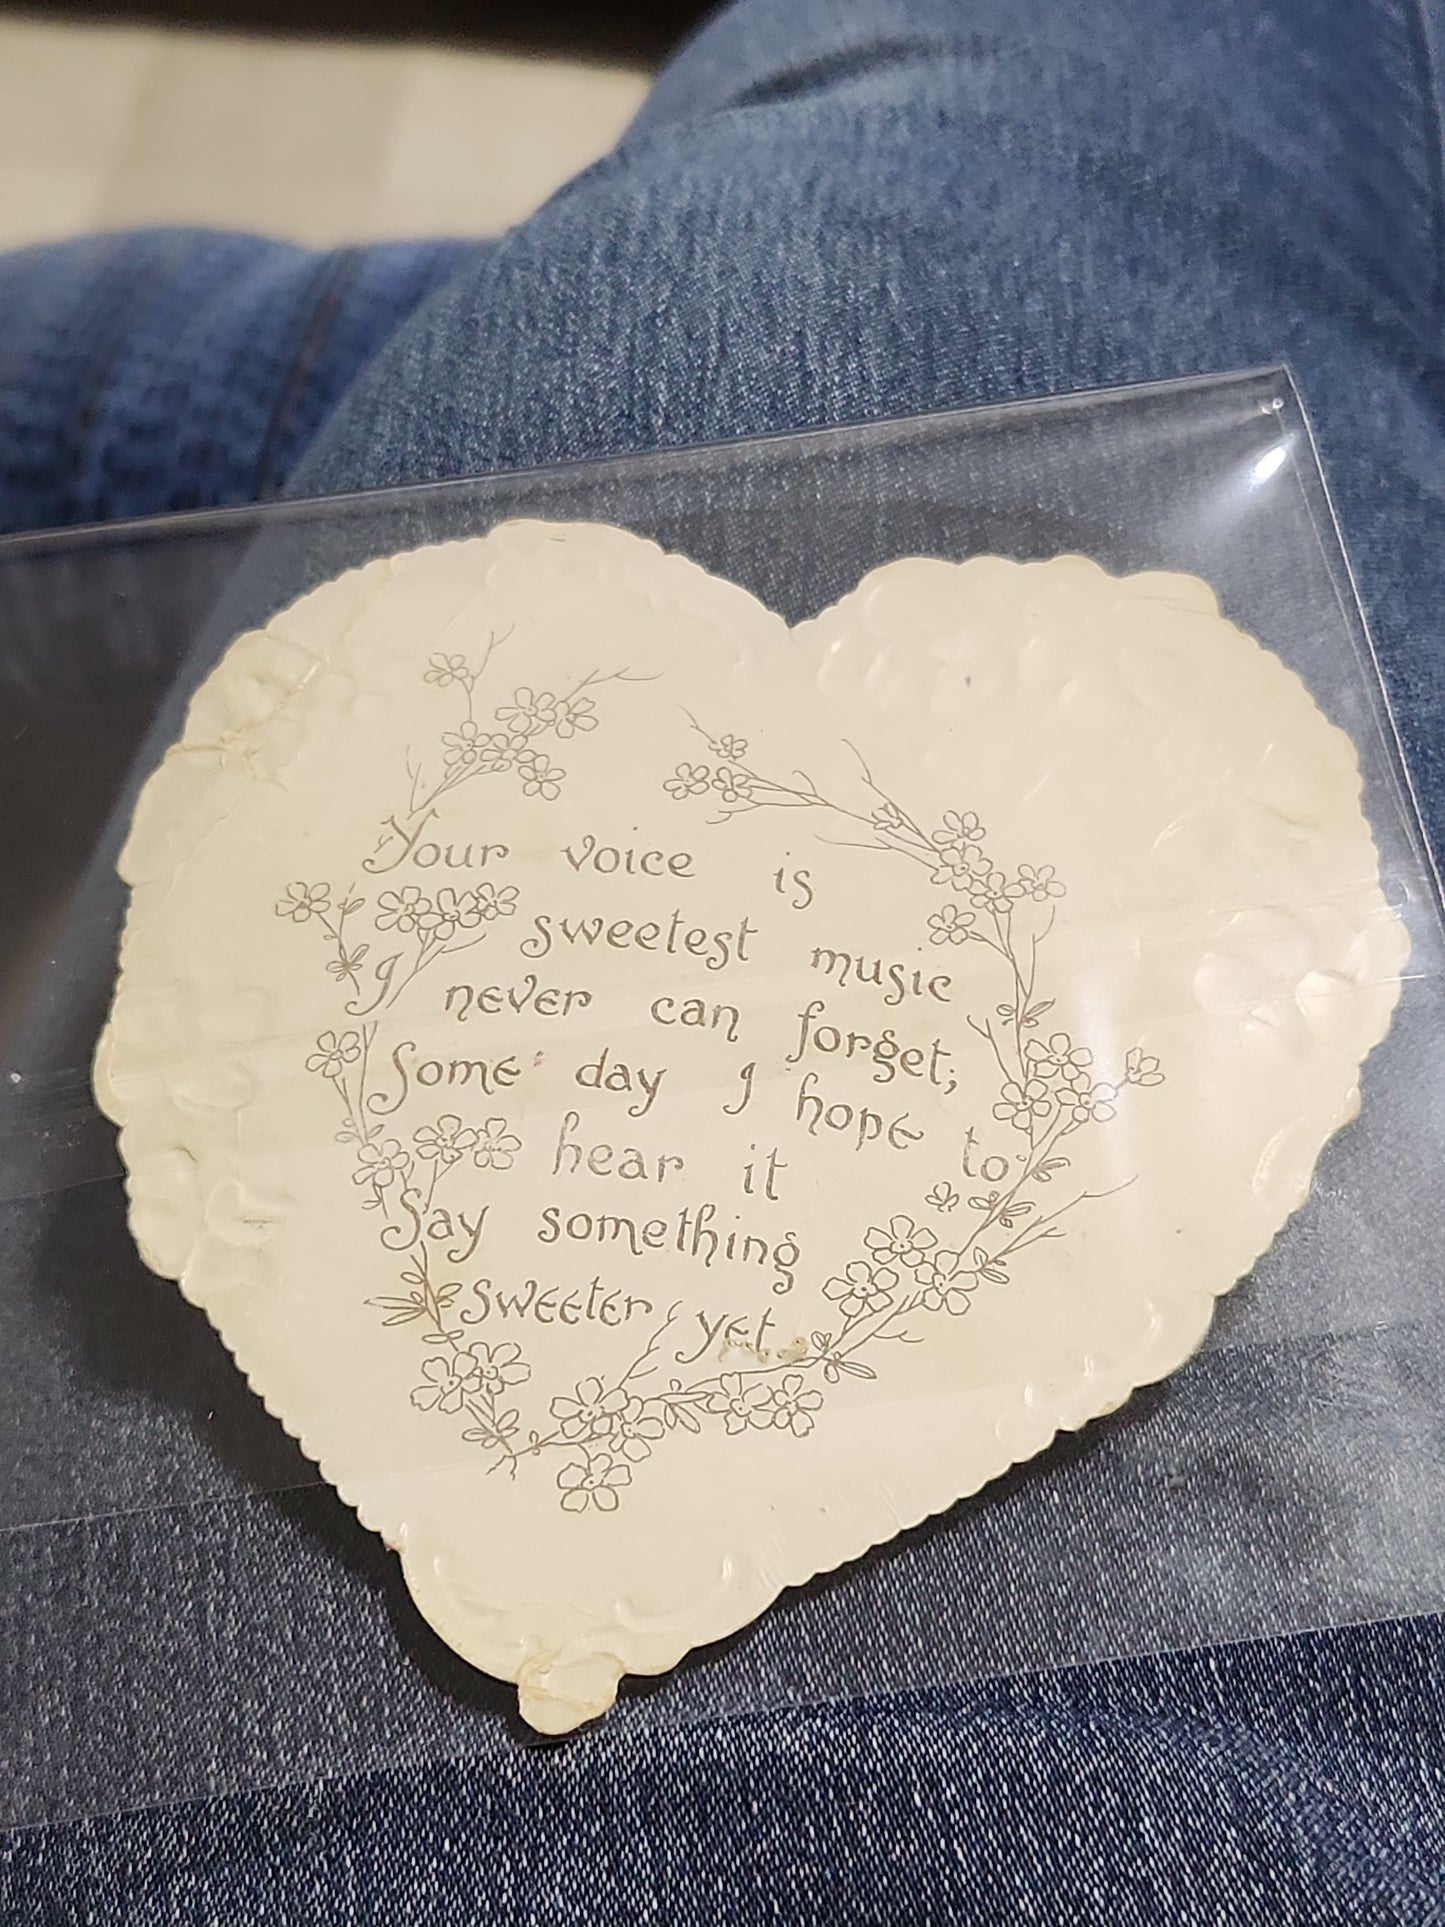 Your voice is
sweetest music
I never can forget;
Some day I hope to
hear it
Say something
sweeter yet